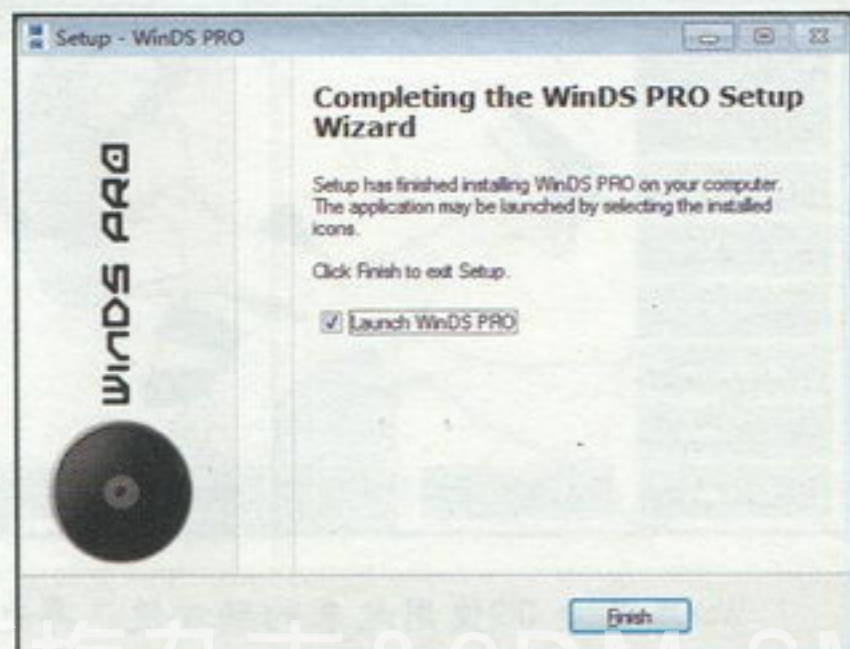 Setup - WinDS PRO
WinDS PRO
Completing the WinDS PRO Setup
Wizard
Setup has finished installing WinDS PRO on your computer.
The application may be launched by selecting the installed
icons.
Click Finish to exit Setup.
Launch WinDS PRO
Finish